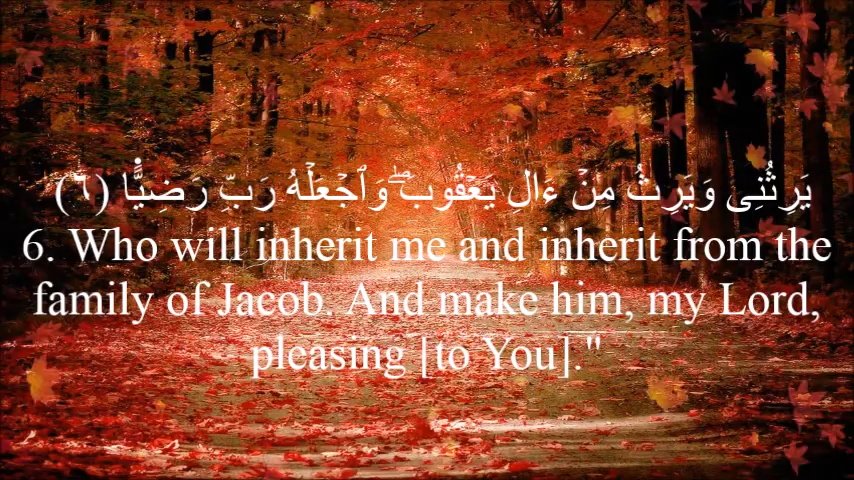 يَرِثُنِى وَيَرِثُ مِنْ ءَالِ يَعْقُوبَ ۖ وَٱجْعَلْهُ رَبِّ رَضِيًّۭا (٦)
6. Who will inherit me and inherit from the
family of Jacob. And make him, my Lord,
pleasing [to You]."